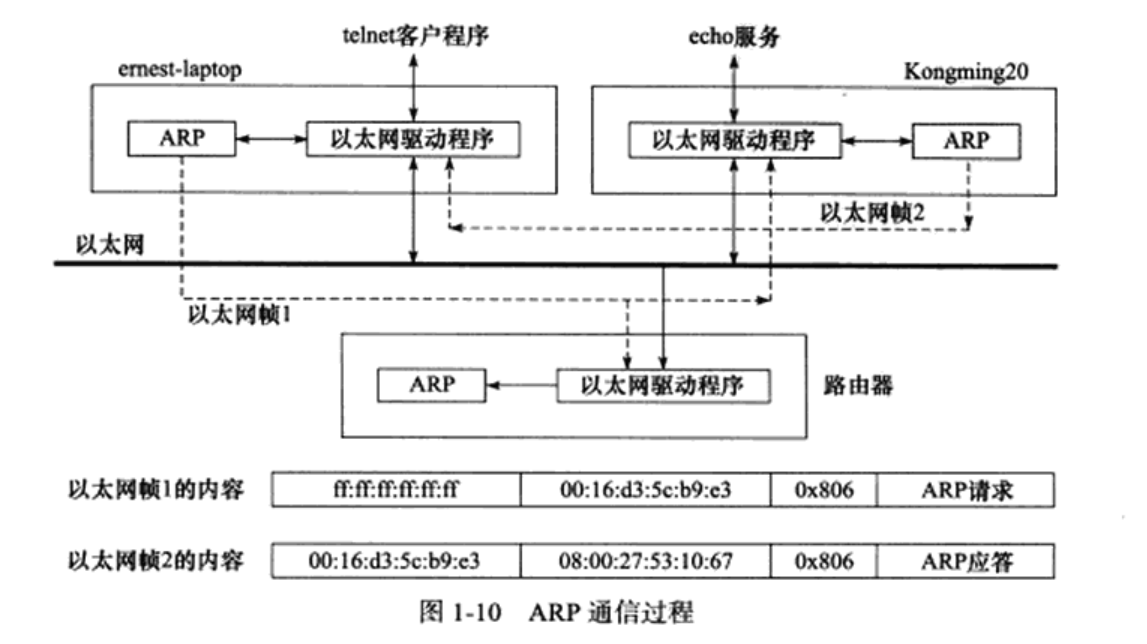 telnet客户程序
echo服务
ernest-laptop
Kongming20
ARP
以太网驱动程序
以太网驱动程序
ARP
以太网帧2
以太网
以太网帧1
ARP
以太网驱动程序
路由器
以太网帧1的内容 ff:ff:ff:ff:ff:ff 00:16:d3:5c:b9:e3 0x806 ARP请求
以太网帧2的内容 00:16:d3:5c:b9:e3 08:00:27:53:10:67 0x806 ARP应答
图 1-10 ARP 通信过程